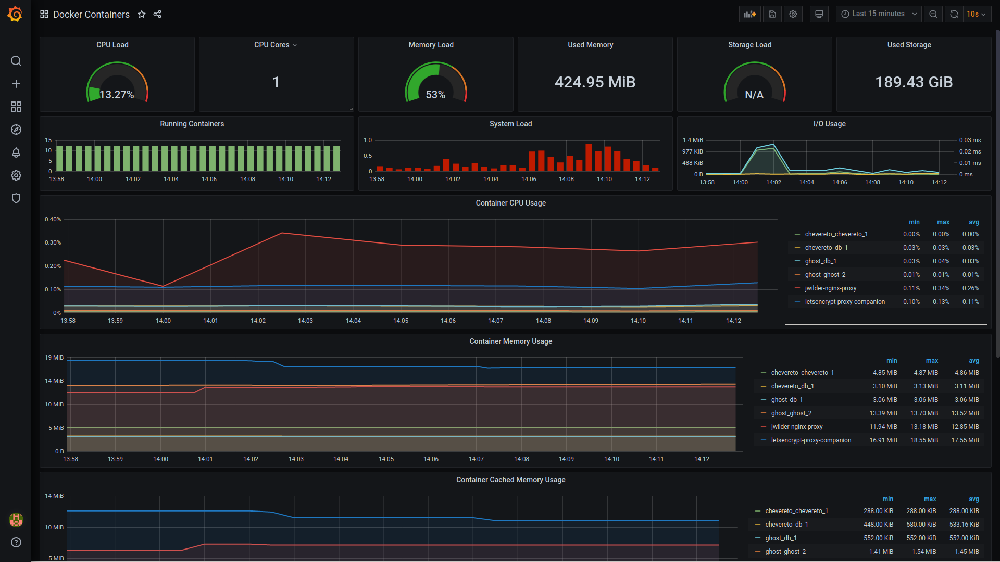 Docker Containers
Last 15 minutes
10s
CPU Load
CPU Cores
Memory Load
Used Memory
Storage Load
Used Storage
13.27%
1
53%
424.95 MiB
N/A
189.43 GiB
Running Containers
15
10
5
0
13:58 14:00 14:02 14:04 14:06 14:08 14:10 14:12
System Load
1.0
0.5
0
13:58 14:00 14:02 14:04 14:06 14:08 14:10 14:12
I/O Usage
1.4 MiB 0.03 ms
977 KiB 0.02 ms
488 KiB 0.01 ms
0 B 0 ms
13:58 14:00 14:02 14:04 14:06 14:08 14:10 14:12
Container CPU Usage
0.40%
0.30%
0.20%
0.10%
0%
13:58 13:59 14:00 14:01 14:02 14:03 14:04 14:05 14:06 14:07 14:08 14:09 14:10 14:11 14:12
min max avg
chevereto_chevereto_1 0.00% 0.00% 0.00%
chevereto_db_1 0.03% 0.03% 0.03%
ghost_db_1 0.03% 0.04% 0.03%
ghost_ghost_2 0.01% 0.01% 0.01%
jwilder-nginx-proxy 0.11% 0.34% 0.26%
letsencrypt-proxy-companion 0.10% 0.13% 0.11%
Container Memory Usage
19 MiB
14 MiB
10 MiB
5 MiB
0 B
13:58 13:59 14:00 14:01 14:02 14:03 14:04 14:05 14:06 14:07 14:08 14:09 14:10 14:11 14:12
min max avg
chevereto_chevereto_1 4.85 MiB 4.87 MiB 4.86 MiB
chevereto_db_1 3.10 MiB 3.13 MiB 3.11 MiB
ghost_db_1 3.06 MiB 3.06 MiB 3.06 MiB
ghost_ghost_2 13.39 MiB 13.70 MiB 13.52 MiB
jwilder-nginx-proxy 11.94 MiB 13.18 MiB 12.85 MiB
letsencrypt-proxy-companion 16.91 MiB 18.55 MiB 17.55 MiB
Container Cached Memory Usage
14 MiB
10 MiB
5 MiB
min max avg
chevereto_chevereto_1 288.00 KiB 288.00 KiB 288.00 KiB
chevereto_db_1 448.00 KiB 580.00 KiB 533.16 KiB
ghost_db_1 552.00 KiB 552.00 KiB 552.00 KiB
ghost_ghost_2 1.41 MiB 1.54 MiB 1.45 MiB